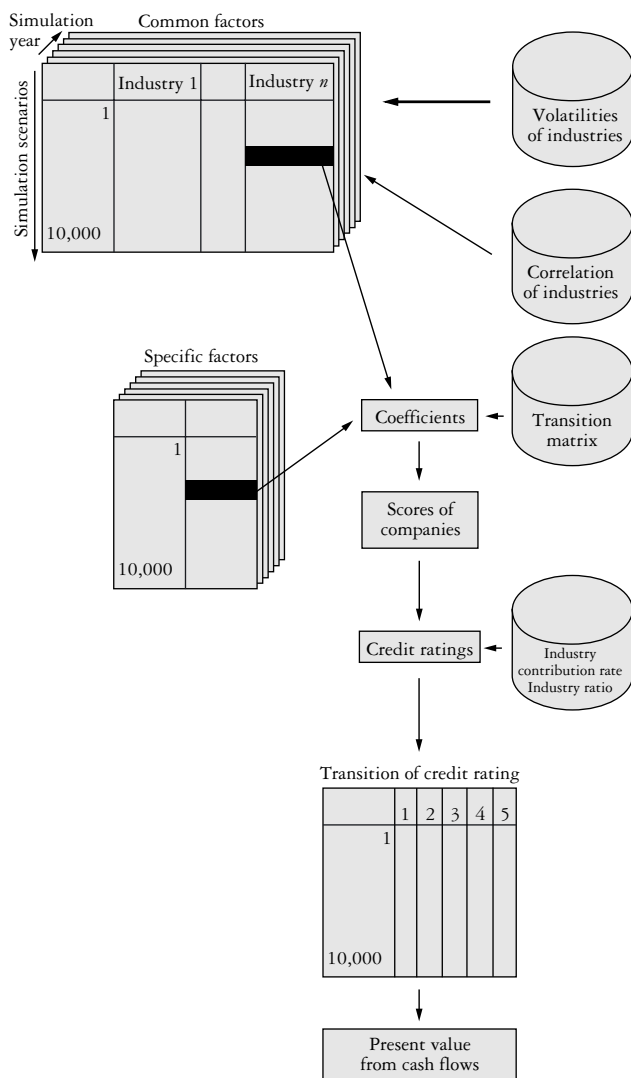 Simulation
year
Common factors
Simulation scenarios
Industry 1
Industry n
1
10,000
Volatilities
of industries
Correlation
of industries
Specific factors
1
10,000
Coefficients
Transition
matrix
Scores of
companies
Credit ratings
Industry
contribution rate
Industry ratio
Transition of credit rating
1 2 3 4 5
1
10,000
Present value
from cash flows